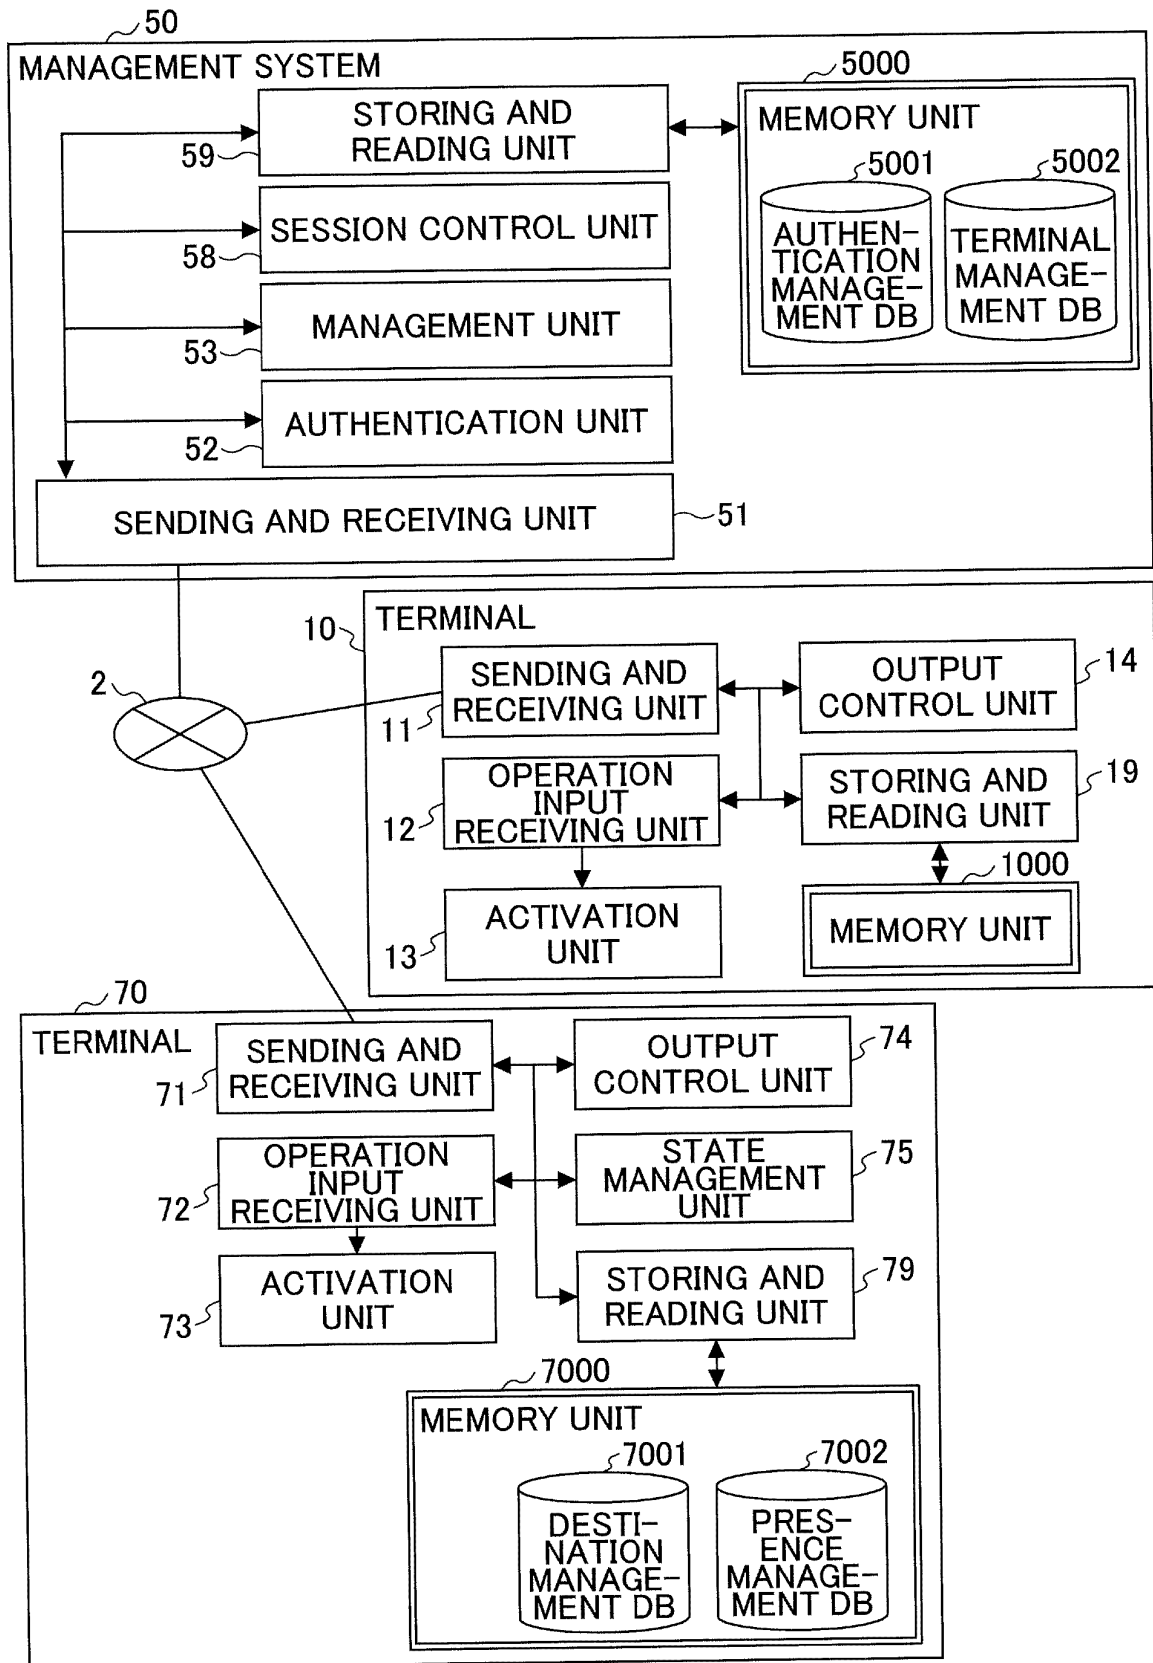 50
MANAGEMENT SYSTEM
5000
STORING AND
READING UNIT
59
MEMORY UNIT
5001
5002
AUTHEN-
TICATION
MANAGE-
MENT DB
TERMINAL
MANAGE-
MENT DB
SESSION CONTROL UNIT
58
MANAGEMENT UNIT
53
AUTHENTICATION UNIT
52
SENDING AND RECEIVING UNIT
51
2
10
TERMINAL
SENDING AND
RECEIVING UNIT
11
OUTPUT
CONTROL UNIT
14
OPERATION
INPUT
RECEIVING UNIT
12
STORING AND
READING UNIT
19
ACTIVATION
UNIT
13
1000
MEMORY UNIT
70
TERMINAL
SENDING AND
RECEIVING UNIT
71
OUTPUT
CONTROL UNIT
74
OPERATION
INPUT
RECEIVING UNIT
72
STATE
MANAGEMENT
UNIT
75
ACTIVATION
UNIT
73
STORING AND
READING UNIT
79
7000
MEMORY UNIT
7001
7002
DESTI-
NATION
MANAGE-
MENT DB
PRES-
ENCE
MANAGE-
MENT DB